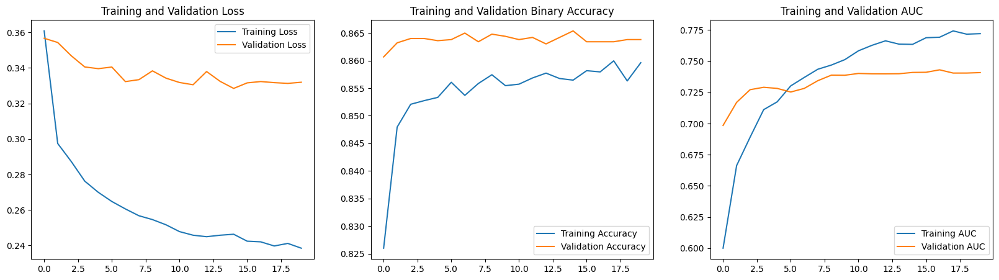 Training and Validation Loss
0.36
0.34
0.32
0.30
0.28
0.26
0.24
0.0 2.5 5.0 7.5 10.0 12.5 15.0 17.5
Training Loss
Validation Loss
Training and Validation Binary Accuracy
0.865
0.860
0.855
0.850
0.845
0.840
0.835
0.830
0.825
0.0 2.5 5.0 7.5 10.0 12.5 15.0 17.5
Training Accuracy
Validation Accuracy
Training and Validation AUC
0.775
0.750
0.725
0.700
0.675
0.650
0.625
0.600
0.0 2.5 5.0 7.5 10.0 12.5 15.0 17.5
Training AUC
Validation AUC